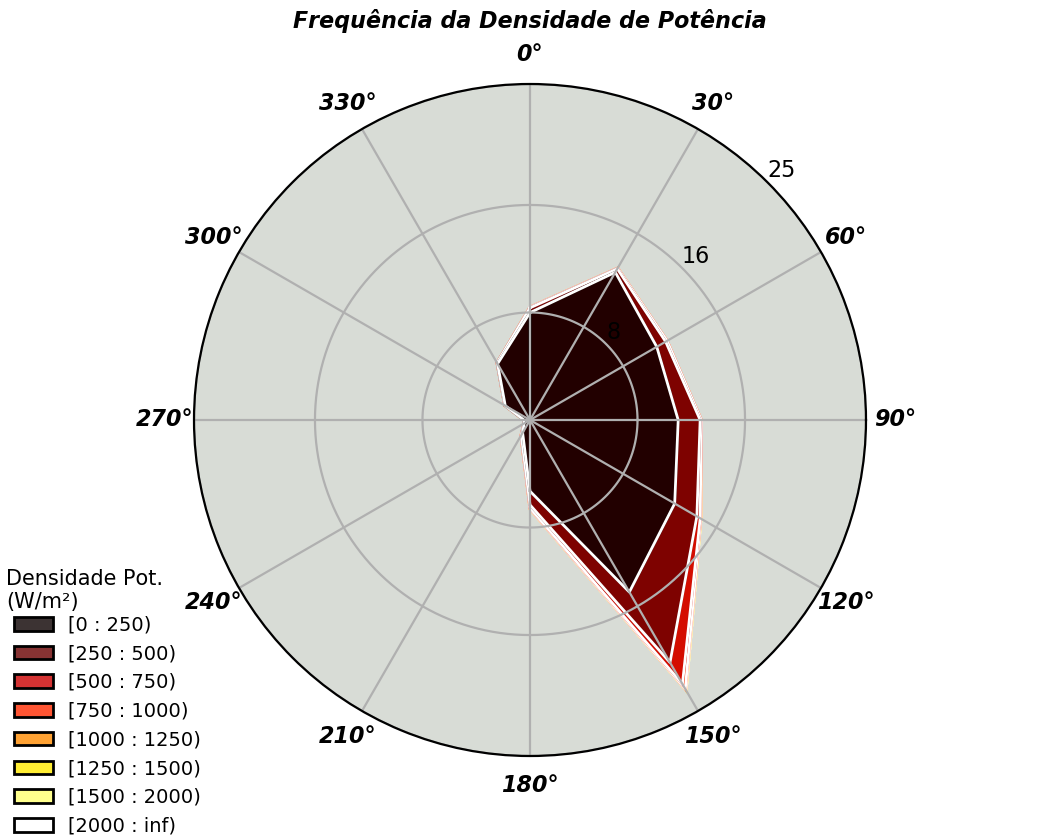 Frequência da Densidade de Potência
0°
330°
30°
25
300°
60°
16
8
270°
90°
240°
120°
210°
150°
180°
Densidade Pot.
(W/m²)
[0 : 250)
[250 : 500)
[500 : 750)
[750 : 1000)
[1000 : 1250)
[1250 : 1500)
[1500 : 2000)
[2000 : inf)